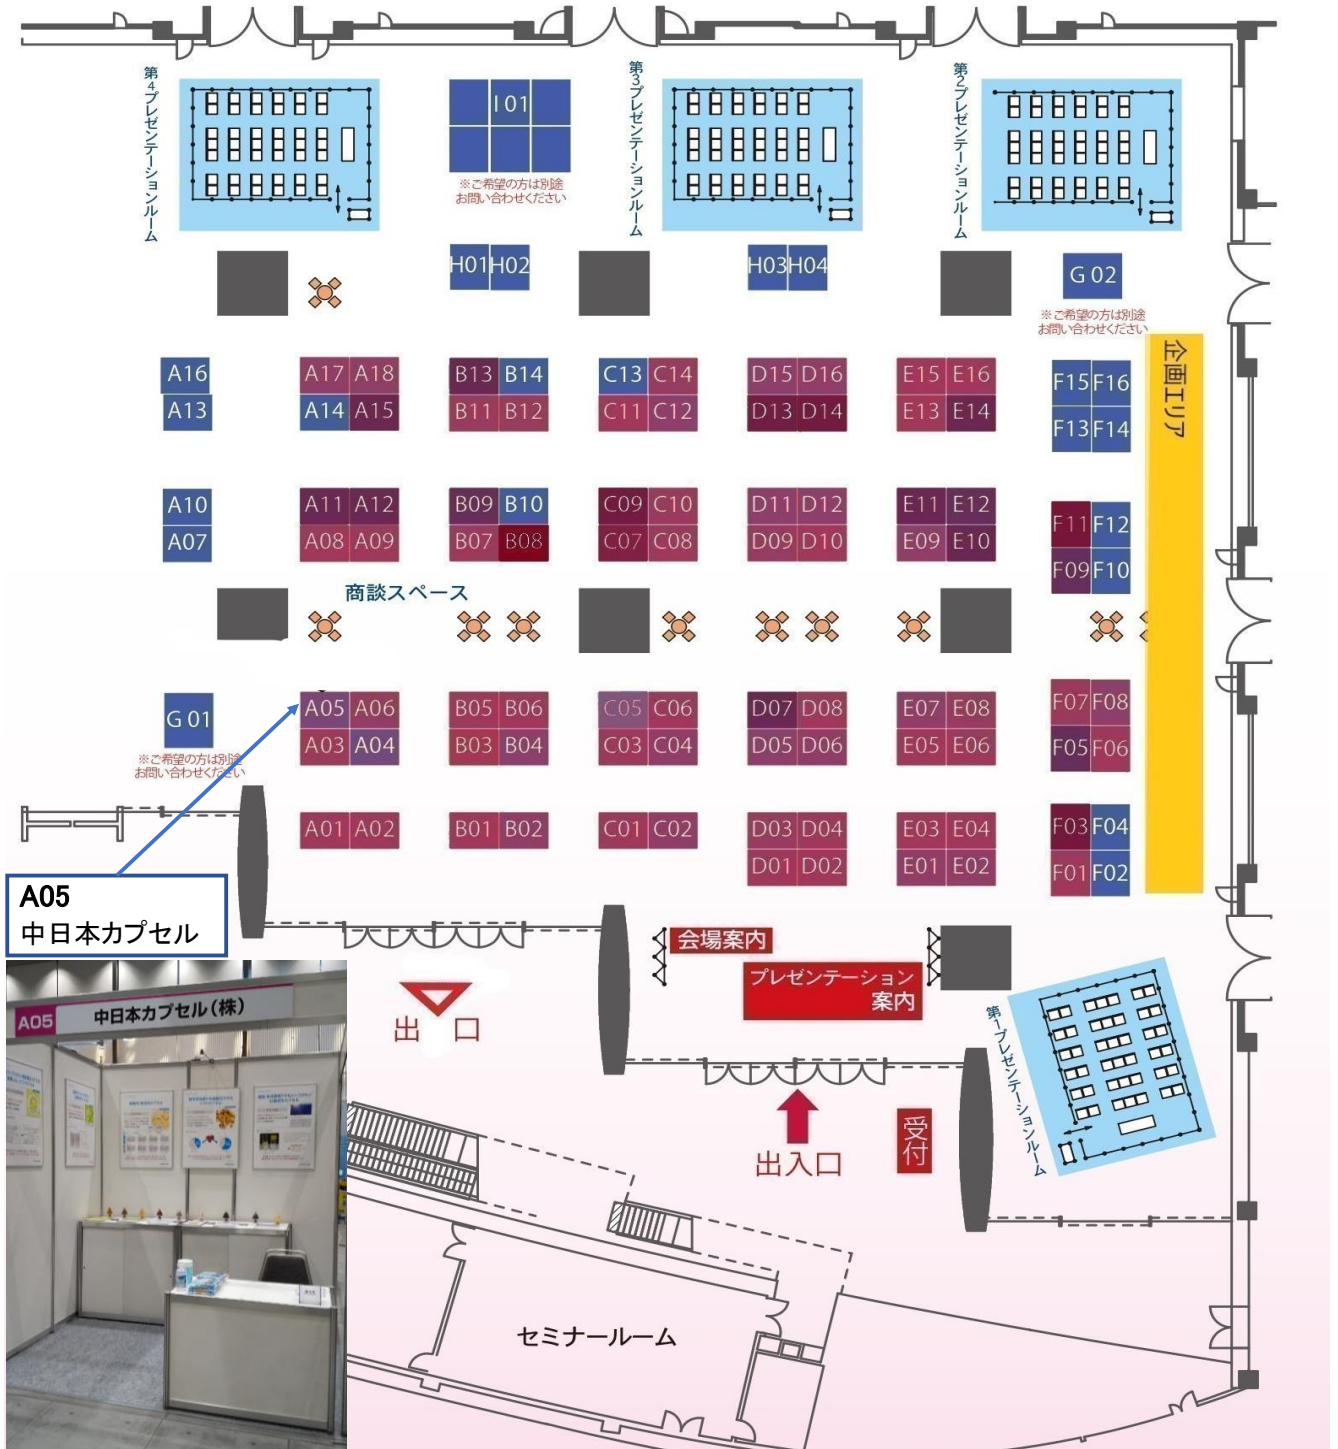 第4プレゼンテーションルーム
I 01
※ご希望の方は別途
お問い合わせください
第3プレゼンテーションルーム
第2プレゼンテーションルーム
H01 H02
H03 H04
G 02
※ご希望の方は別途
お問い合わせください
企画エリア
A16
A17 A18
B13 B14
C13 C14
D15 D16
E15 E16
F15 F16
A13
A14 A15
B11 B12
C11 C12
D13 D14
E13 E14
F13 F14
A10
A11 A12
B09 B10
C09 C10
D11 D12
E11 E12
F11 F12
A07
A08 A09
B07 B08
C07 C08
D09 D10
E09 E10
F09 F10
商談スペース
G 01
※ご希望の方は別途
お問い合わせください
A05 A06
B05 B06
C05 C06
D07 D08
E07 E08
F07 F08
A03 A04
B03 B04
C03 C04
D05 D06
E05 E06
F05 F06
A01 A02
B01 B02
C01 C02
D03 D04
E03 E04
F03 F04
D01 D02
E01 E02
F01 F02
A05
中日本カプセル
会場案内
プレゼンテーション
案内
出 口
出入口
受付
第1プレゼンテーションルーム
A05
中日本カプセル(株)
セミナールーム